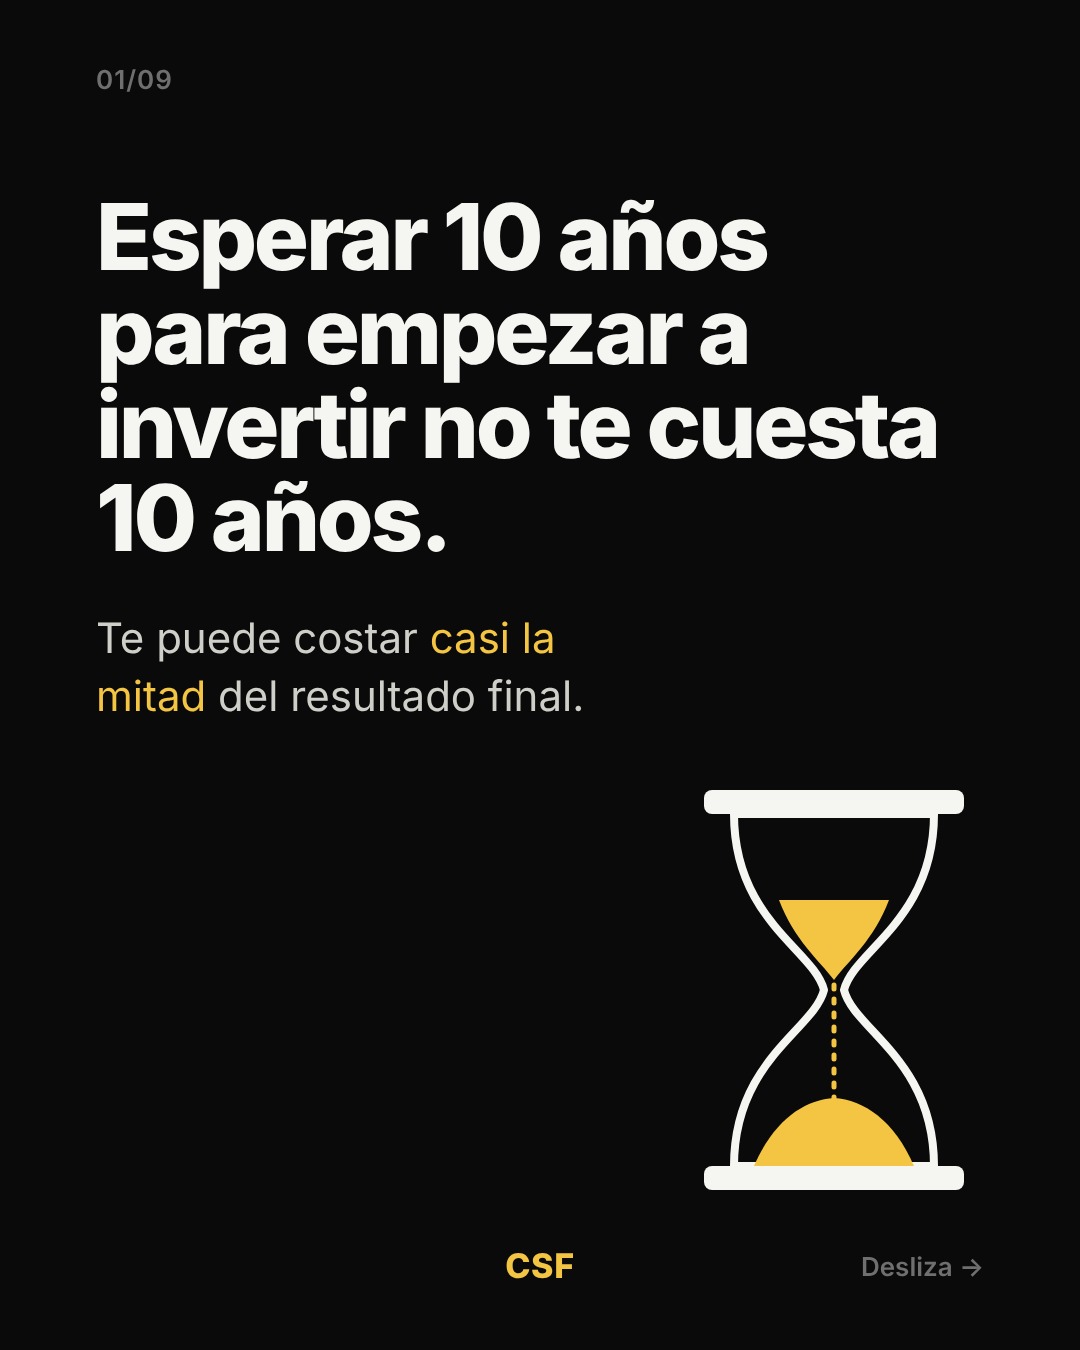 01/09
Esperar 10 años
para empezar a
invertir no te cuesta
10 años.
Te puede costar casi la
mitad del resultado final.
CSF
Desliza →